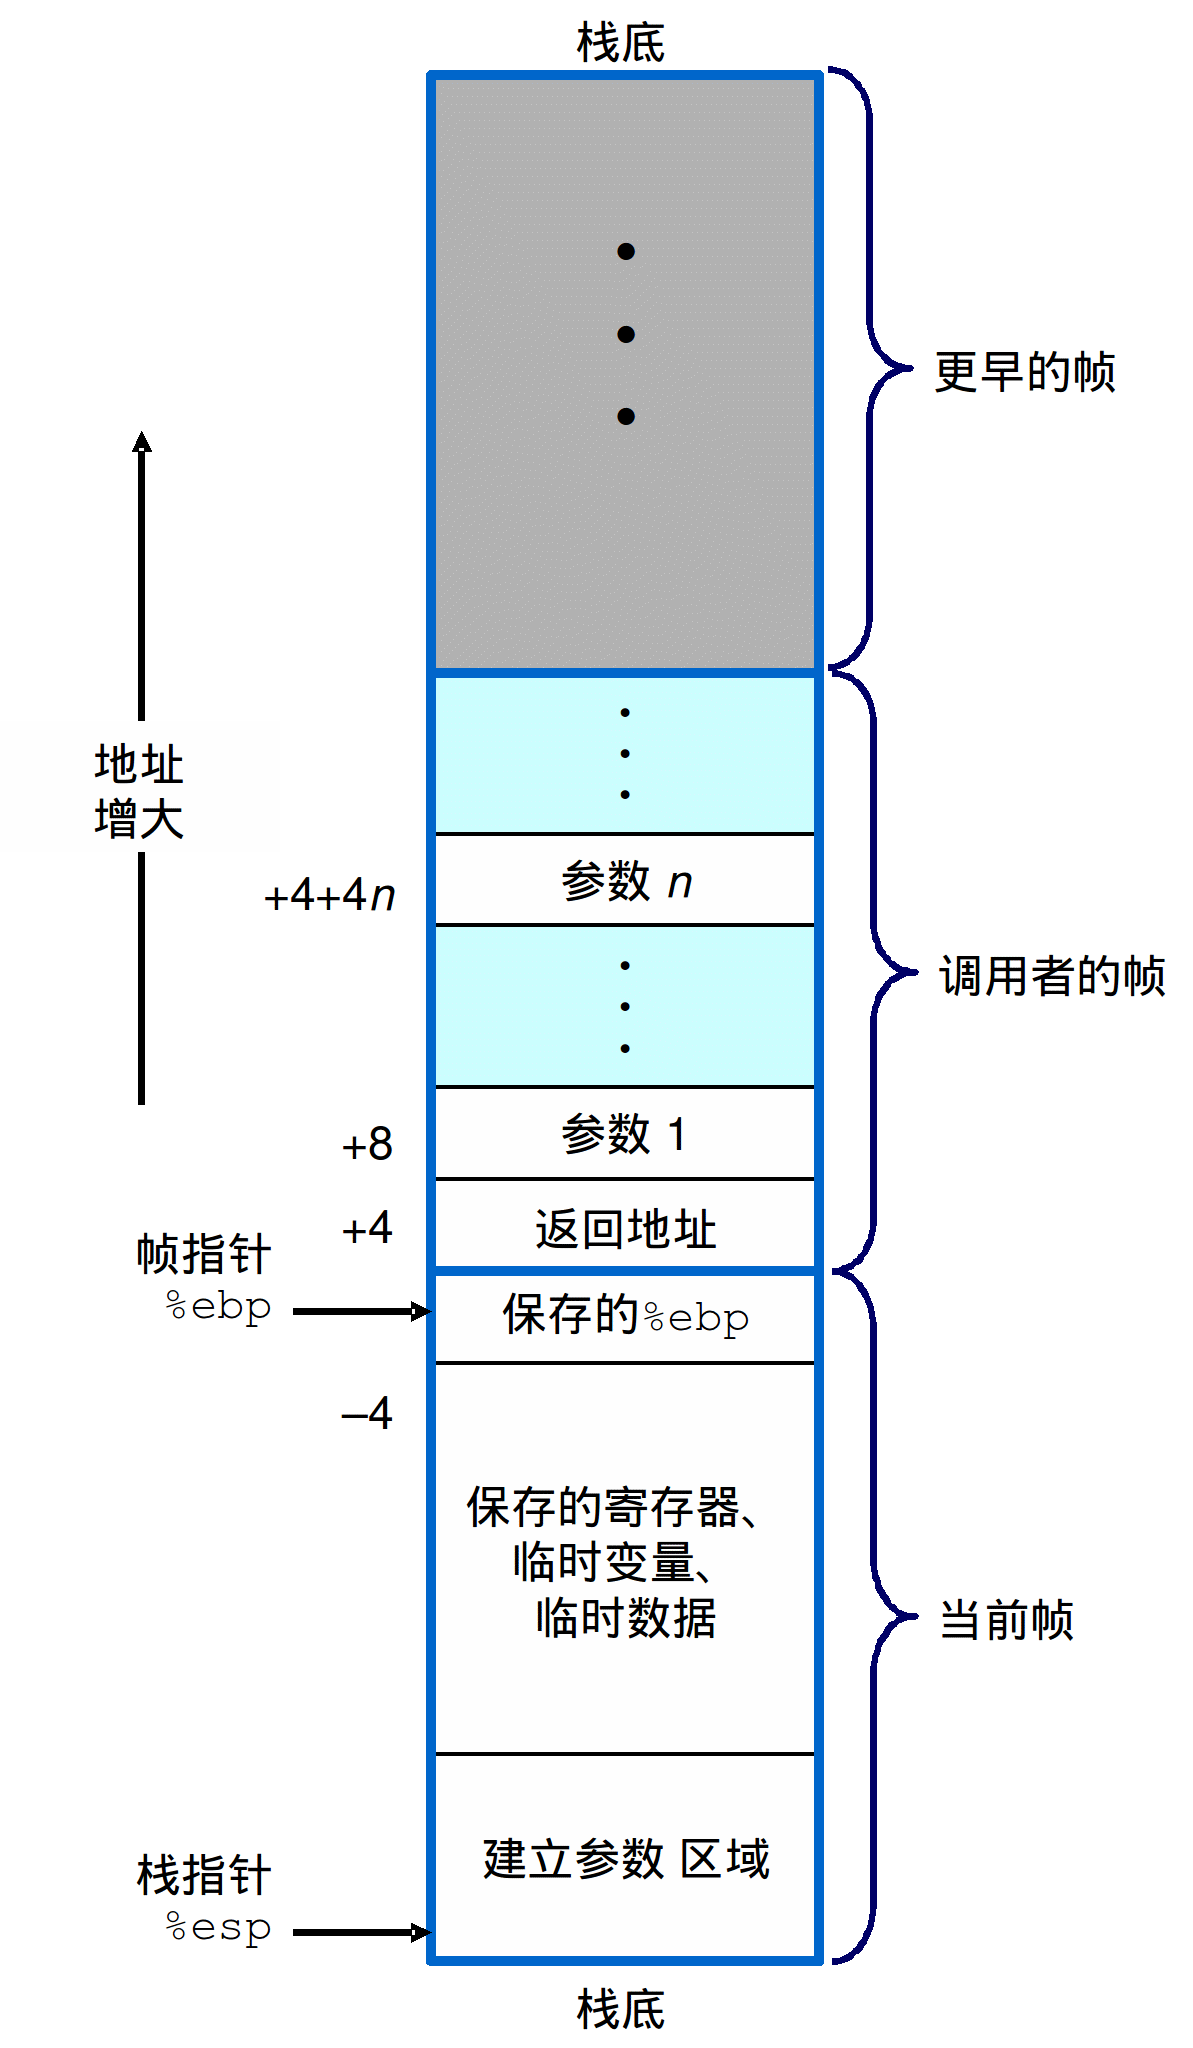 栈底
更早的帧
地址
增大
参数 n
+4+4n
调用者的帧
参数 1
+8
返回地址
+4
帧指针
%ebp
保存的%ebp
−4
保存的寄存器、
临时变量、
临时数据
当前帧
建立参数 区域
栈指针
%esp
栈底